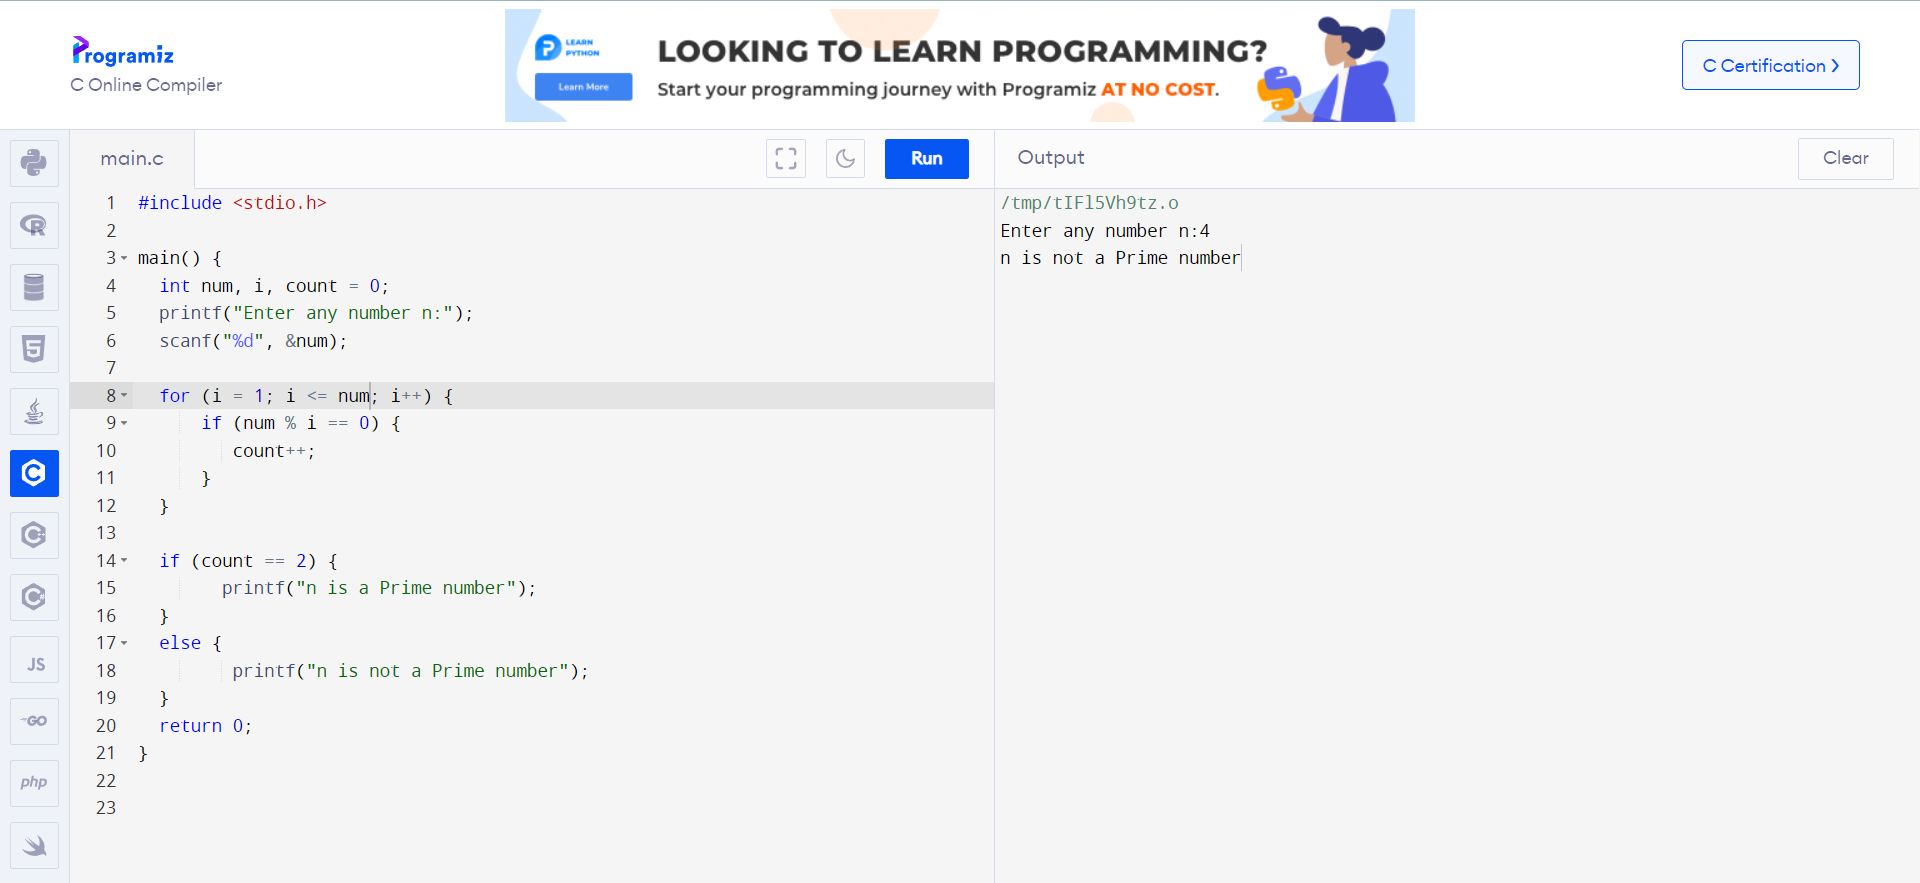 Programiz
C Online Compiler
LEARN
PYTHON
Learn More
LOOKING TO LEARN PROGRAMMING?
Start your programming journey with Programiz AT NO COST.
C Certification
main.c
Run
Output
Clear
1 #include <stdio.h>
2
3 main() {
4 int num, i, count = 0;
5 printf("Enter any number n:");
6 scanf("%d", &num);
7
8 for (i = 1; i <= num; i++) {
9 if (num % i == 0) {
10 count++;
11 }
12 }
13
14 if (count == 2) {
15 printf("n is a Prime number");
16 }
17 else {
18 printf("n is not a Prime number");
19 }
20 return 0;
21 }
22
23
/tmp/tIFl5Vh9tz.o
Enter any number n:4
n is not a Prime number
R
5
C
C
C
JS
GO
php